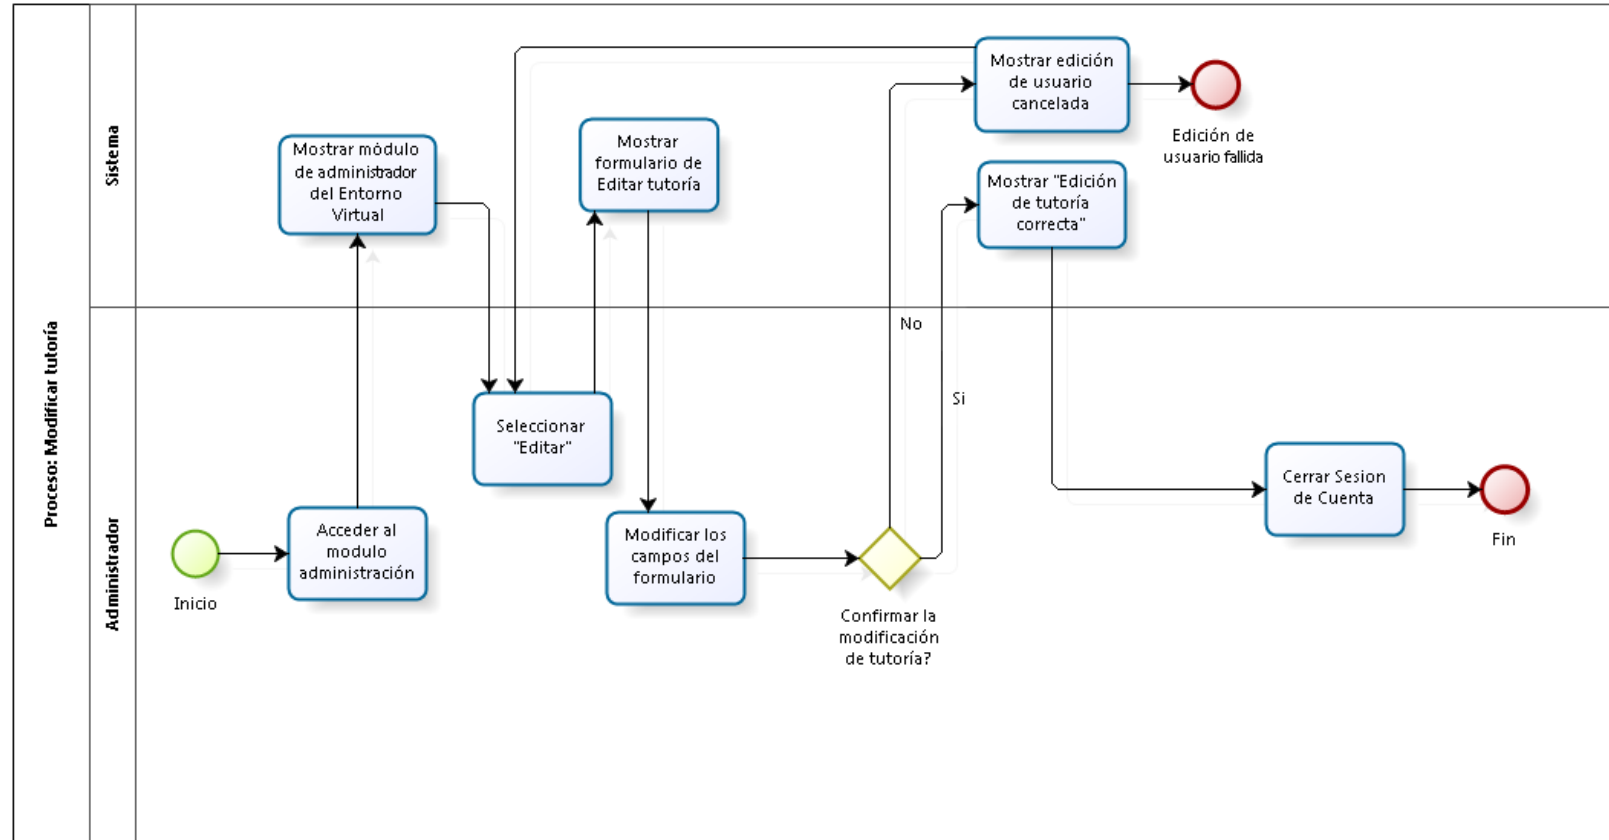 Proceso: Modificar tutoría
Sistema
Mostrar módulo
de administrador
del Entorno
Virtual
Mostrar
formulario de
Editar tutoría
Mostrar edición
de usuario
cancelada
Edición de
usuario fallida
Mostrar "Edición
de tutoría
correcta"
Administrador
No
Si
Seleccionar
"Editar"
Inicio
Acceder al
modulo
administración
Modificar los
campos del
formulario
Confirmar la
modificación
de tutoría?
Cerrar Sesion
de Cuenta
Fin